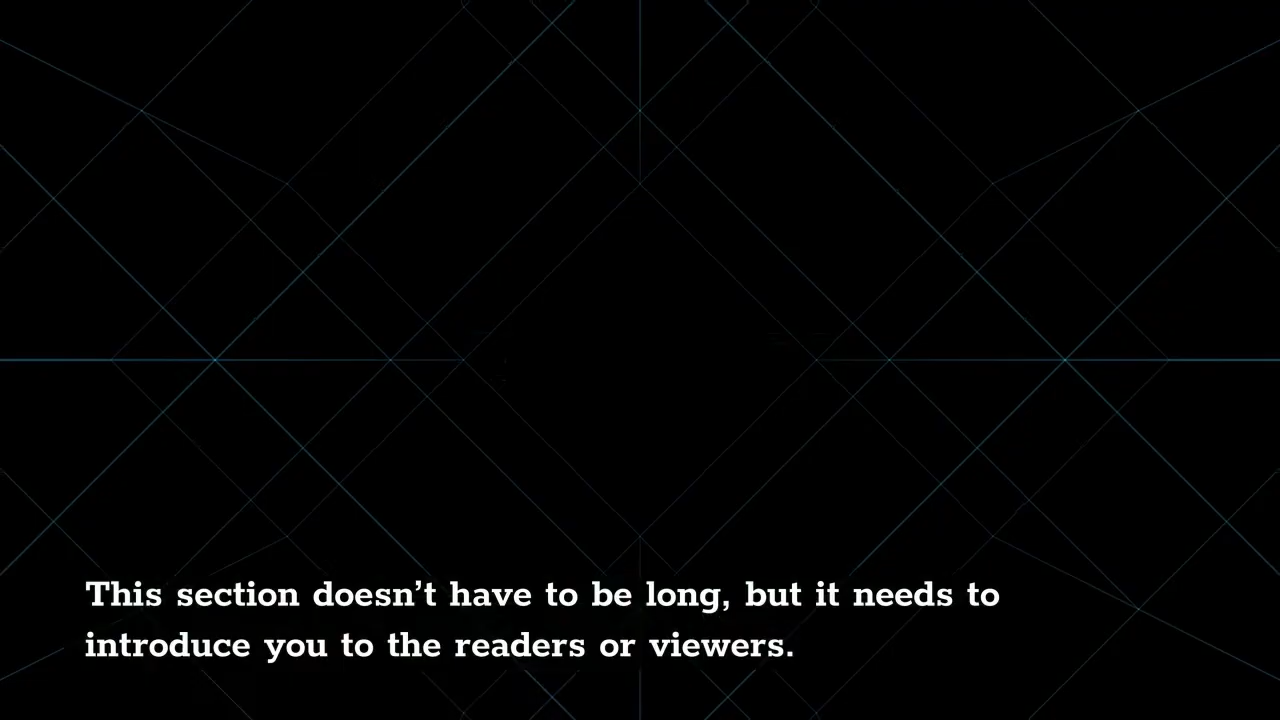 This section doesn’t have to be long, but it needs to
introduce you to the readers or viewers.